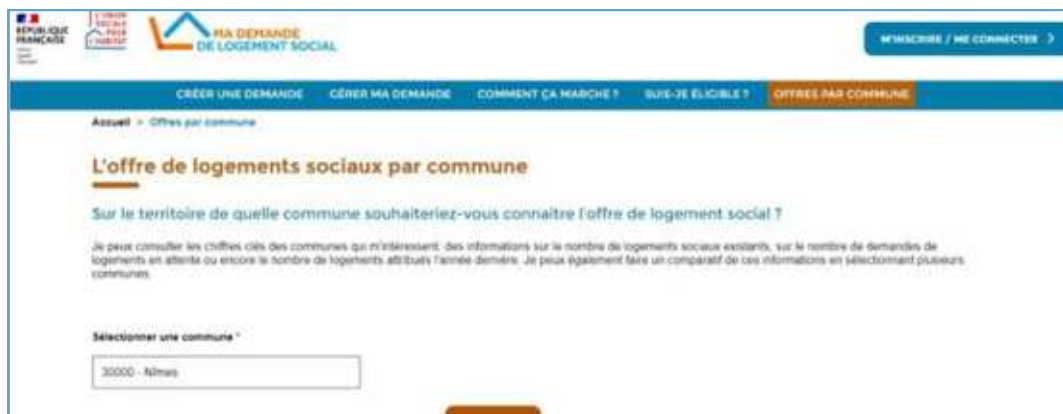 RÉPUBLIQUE
FRANÇAISE
L'UNION
SOCIALE
POUR
L'HABITAT
MA DEMANDE
DE LOGEMENT SOCIAL
M'INSCRIRE / ME CONNECTER >
CRÉER UNE DEMANDE GÉRER MA DEMANDE COMMENT ÇA MARCHE ? SUIS-JE ÉLIGIBLE ? OFFRES PAR COMMUNE
Accueil > Offres par commune
L'offre de logements sociaux par commune
Sur le territoire de quelle commune souhaiteriez-vous connaitre l'offre de logement social ?
Je peux consulter les chiffres clés des communes qui m'intéressent, des informations sur le nombre de logements sociaux existants, sur le nombre de demandes de
logements en attente ou encore le nombre de logements attribués l'année dernière. Je peux également faire un comparatif de ces informations en sélectionnant plusieurs
communes.
Sélectionner une commune *
30000 - Nîmes